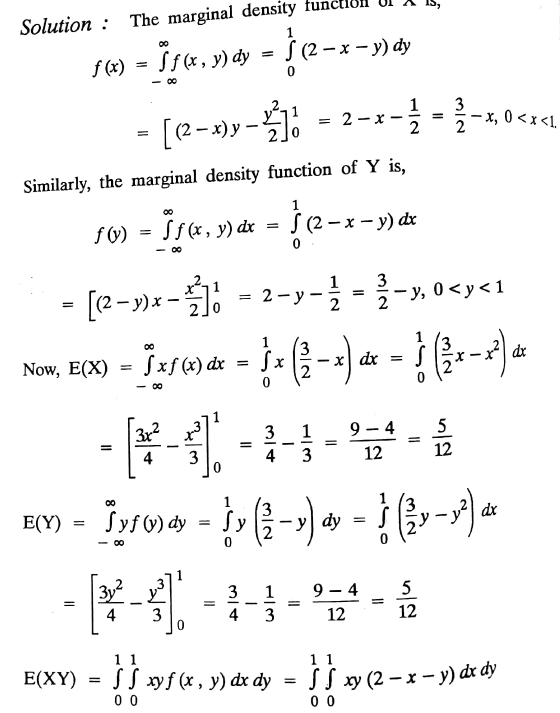 Solution : The marginal density function of X is,
f(x) = ∫_{-∞}^{∞} f(x, y) dy = ∫_0^1 (2 − x − y) dy
= [(2 − x)y − y²/2]_0^1 = 2 − x − 1/2 = 3/2 − x, 0 < x < 1.
Similarly, the marginal density function of Y is,
f(y) = ∫_{-∞}^{∞} f(x, y) dx = ∫_0^1 (2 − x − y) dx
= [(2 − y)x − x²/2]_0^1 = 2 − y − 1/2 = 3/2 − y, 0 < y < 1
Now, E(X) = ∫_{-∞}^{∞} x f(x) dx = ∫_0^1 x (3/2 − x) dx = ∫_0^1 (3/2 x − x²) dx
= [3x²/4 − x³/3]_0^1 = 3/4 − 1/3 = (9 − 4)/12 = 5/12
E(Y) = ∫_{-∞}^{∞} y f(y) dy = ∫_0^1 y (3/2 − y) dy = ∫_0^1 (3/2 y − y²) dx
= [3y²/4 − y³/3]_0^1 = 3/4 − 1/3 = (9 − 4)/12 = 5/12
E(XY) = ∫_0^1 ∫_0^1 xy f(x, y) dx dy = ∫_0^1 ∫_0^1 xy (2 − x − y) dx dy